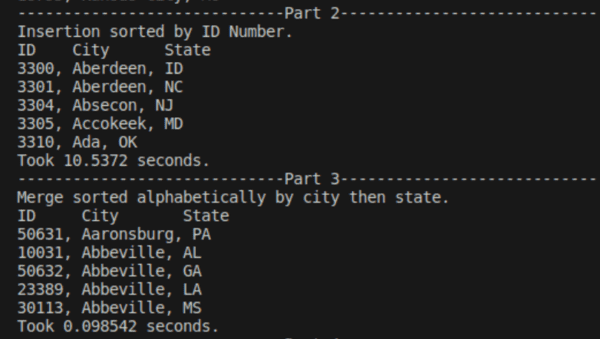 ------------------------------Part 2-----------------------------
Insertion sorted by ID Number.
ID    City      State
3300, Aberdeen, ID
3301, Aberdeen, NC
3304, Absecon, NJ
3305, Accokeek, MD
3310, Ada, OK
Took 10.5372 seconds.
------------------------------Part 3-----------------------------
Merge sorted alphabetically by city then state.
ID     City       State
50631, Aaronsburg, PA
10031, Abbeville, AL
50632, Abbeville, GA
23389, Abbeville, LA
30113, Abbeville, MS
Took 0.098542 seconds.